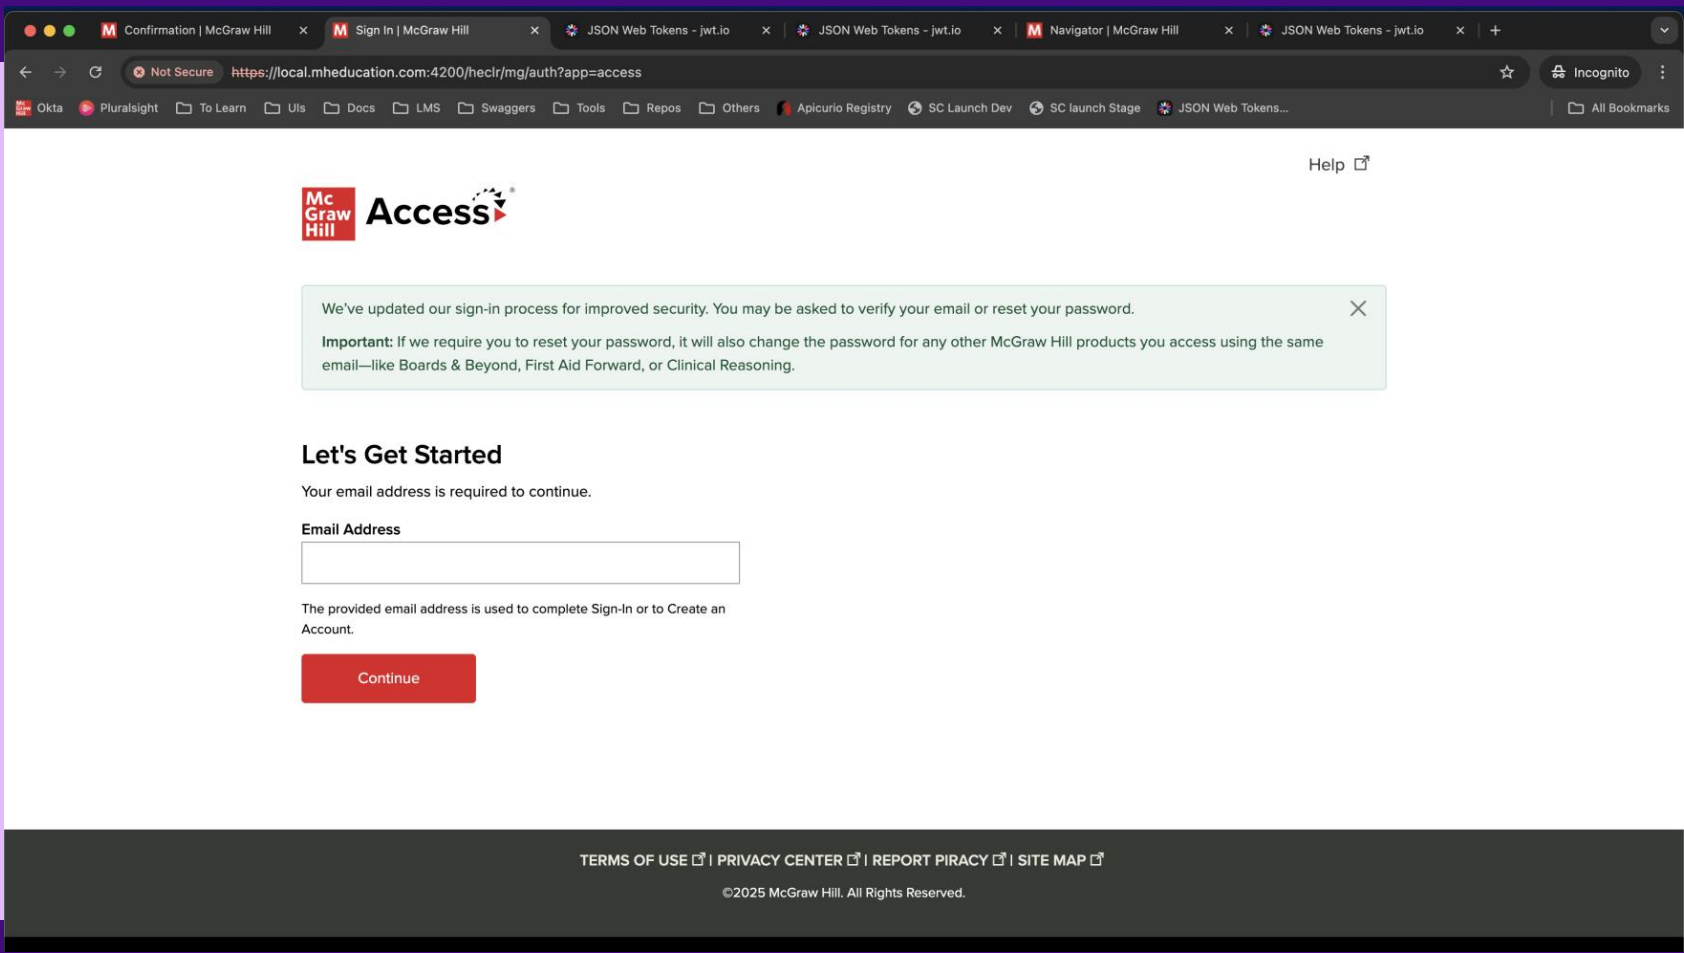 Confirmation | McGraw Hill
Sign In | McGraw Hill
JSON Web Tokens - jwt.io
JSON Web Tokens - jwt.io
Navigator | McGraw Hill
JSON Web Tokens - jwt.io
Not Secure https://local.mheducation.com:4200/heclr/mg/auth?app=access
Incognito
Okta Pluralsight To Learn UIs Docs LMS Swaggers Tools Repos Others Apicurio Registry SC Launch Dev SC launch Stage JSON Web Tokens... All Bookmarks
Help
Mc
Graw
Hill
Access®
We've updated our sign-in process for improved security. You may be asked to verify your email or reset your password.
Important: If we require you to reset your password, it will also change the password for any other McGraw Hill products you access using the same
email—like Boards & Beyond, First Aid Forward, or Clinical Reasoning.
Let's Get Started
Your email address is required to continue.
Email Address
The provided email address is used to complete Sign-In or to Create an
Account.
Continue
TERMS OF USE | PRIVACY CENTER | REPORT PIRACY | SITE MAP
©2025 McGraw Hill. All Rights Reserved.